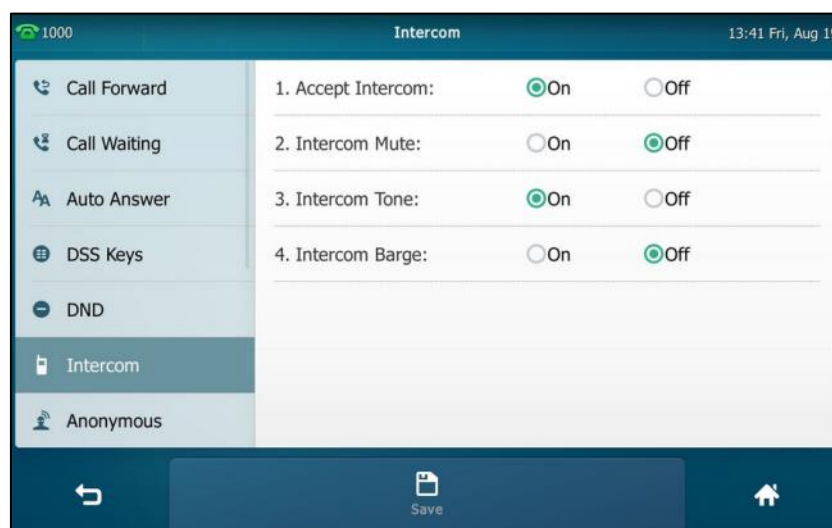 1000
Intercom
13:41 Fri, Aug
Call Forward
Call Waiting
Auto Answer
DSS Keys
DND
Intercom
Anonymous
1. Accept Intercom: On Off
2. Intercom Mute: On Off
3. Intercom Tone: On Off
4. Intercom Barge: On Off
Save